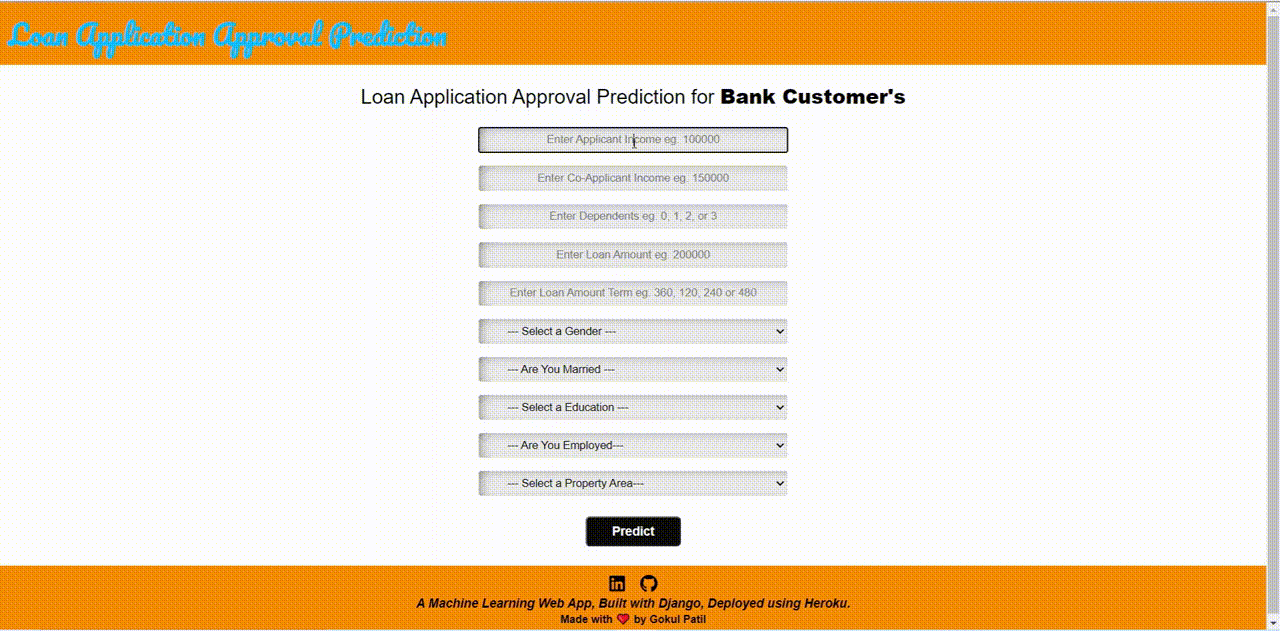 Loan Application Approval Prediction
Loan Application Approval Prediction for Bank Customer's
Enter Applicant Income eg. 100000
Enter Co-Applicant Income eg. 150000
Enter Dependents eg. 0, 1, 2, or 3
Enter Loan Amount eg. 200000
Enter Loan Amount Term eg. 360, 120, 240 or 480
--- Select a Gender ---
--- Are You Married ---
--- Select a Education ---
--- Are You Employed---
--- Select a Property Area---
Predict
A Machine Learning Web App, Built with Django, Deployed using Heroku.
Made with ❤ by Gokul Patil